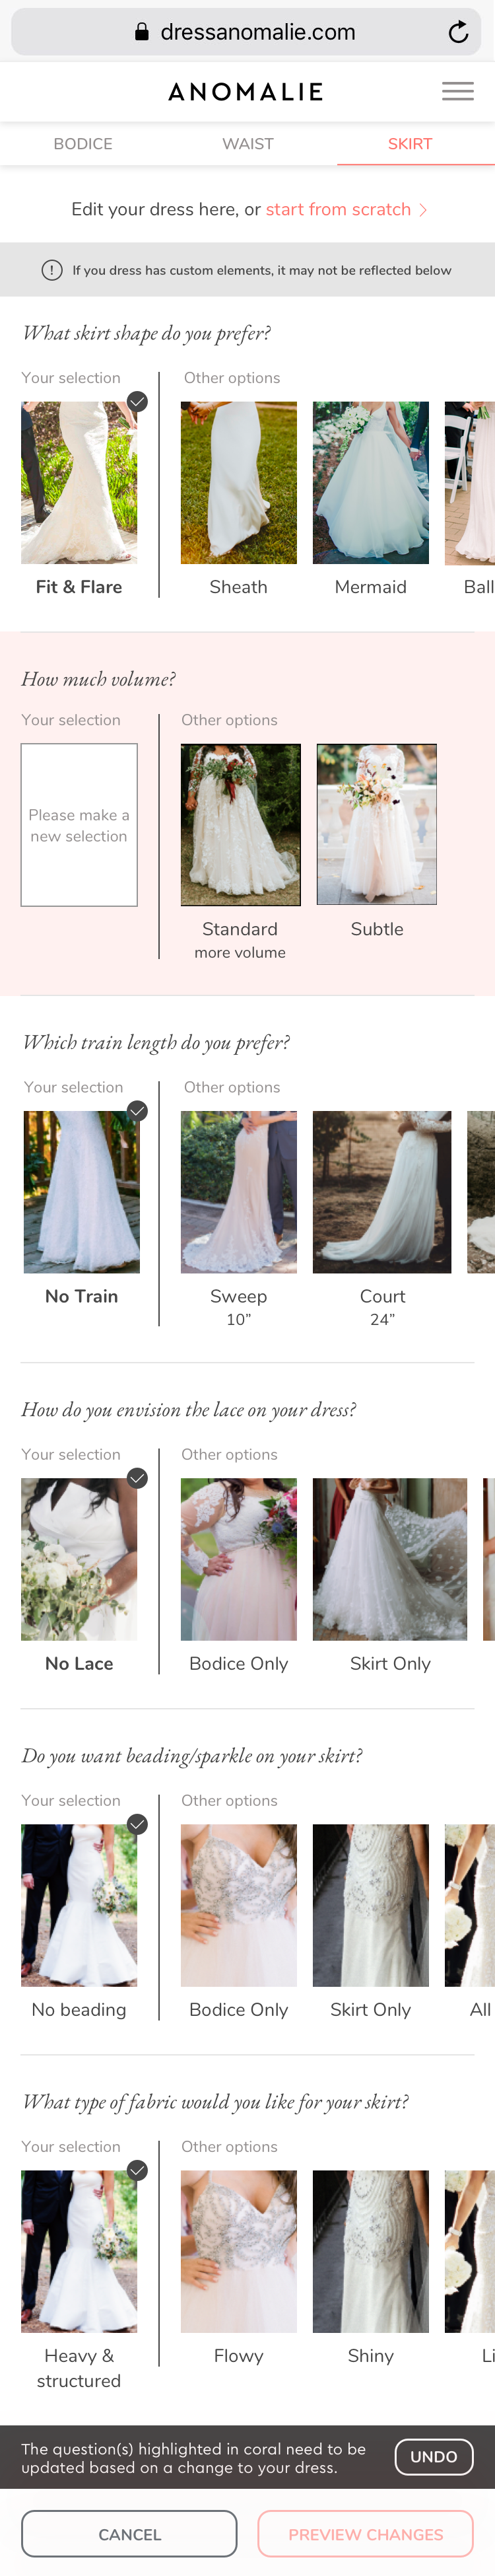 dressanomalie.com
ANOMALIE
BODICE WAIST SKIRT
Edit your dress here, or start from scratch >
! If you dress has custom elements, it may not be reflected below
What skirt shape do you prefer?
Your selection Other options
Fit & Flare Sheath Mermaid Ball
How much volume?
Your selection Other options
Please make a
new selection
Standard Subtle
more volume
Which train length do you prefer?
Your selection Other options
No Train Sweep Court
10” 24”
How do you envision the lace on your dress?
Your selection Other options
No Lace Bodice Only Skirt Only
Do you want beading/sparkle on your skirt?
Your selection Other options
No beading Bodice Only Skirt Only All
What type of fabric would you like for your skirt?
Your selection Other options
Heavy & Flowy Shiny Li
structured
The question(s) highlighted in coral need to be
updated based on a change to your dress.
UNDO
CANCEL PREVIEW CHANGES